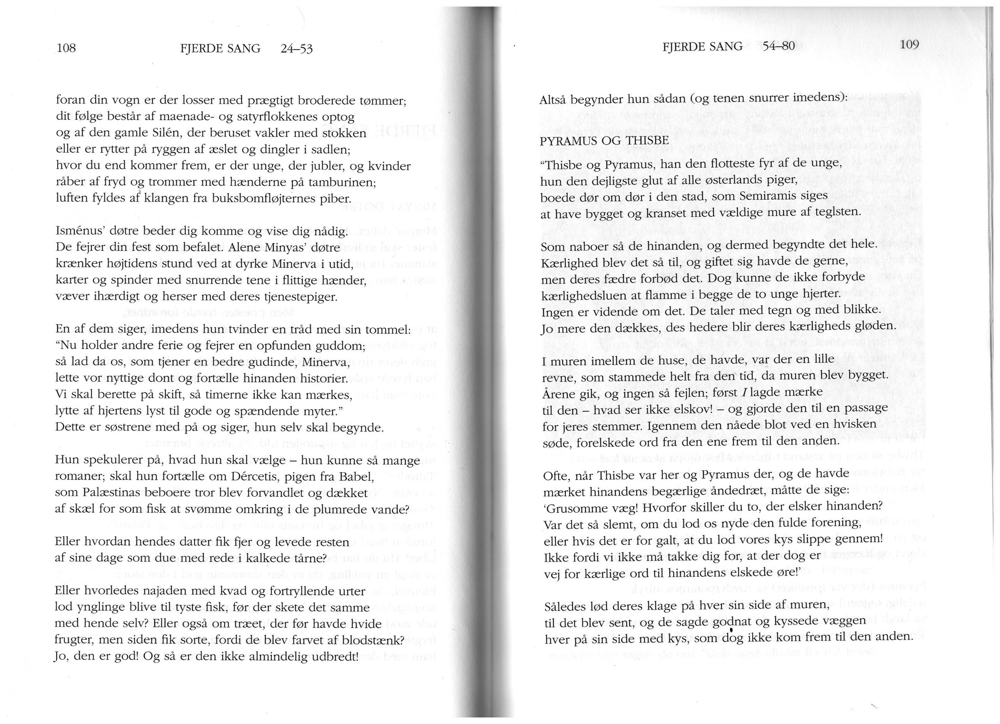 108 FJERDE SANG 24–53
foran din vogn er der losser med prægtigt broderede tømmer;
dit følge består af maenade- og satyrflokkenes optog
og af den gamle Silén, der beruset vakler med stokken
eller er rytter på ryggen af æslet og dingler i sadlen;
hvor du end kommer frem, er der unge, der jubler, og kvinder
råber af fryd og trommer med hænderne på tamburinen;
luften fyldes af klangen fra buksbomfløjternes piber.
Isménus’ døtre beder dig komme og vise dig nådig.
De fejrer din fest som befalet. Alene Minyas’ døtre
krænker højtidens stund ved at dyrke Minerva i utid,
karter og spinder med snurrende tene i flittige hænder,
væver ihærdigt og herser med deres tjenestepiger.
En af dem siger, imedens hun tvinder en tråd med sin tommel:
“Nu holder andre ferie og fejrer en opfunden guddom;
så lad da os, som tjener en bedre gudinde, Minerva,
lette vor nyttige dont og fortælle hinanden historier.
Vi skal berette på skift, så timerne ikke kan mærkes,
lytte af hjertens lyst til gode og spændende myter.”
Dette er søstrene med på og siger, hun selv skal begynde.
Hun spekulerer på, hvad hun skal vælge – hun kunne så mange
romaner; skal hun fortælle om Dércetis, pigen fra Babel,
som Palæstinas beboere tror blev forvandlet og dækket
af skæl for som fisk at svømme omkring i de plumrede vande?
Eller hvordan hendes datter fik fjer og levede resten
af sine dage som due med rede i kalkede tårne?
Eller hvorledes najaden med kvad og fortryllende urter
lod ynglinge blive til tyste fisk, før der skete det samme
med hende selv? Eller også om træet, der før havde hvide
frugter, men siden fik sorte, fordi de blev farvet af blodstænk?
Jo, den er god! Og så er den ikke almindelig udbredt!
FJERDE SANG 54–80 109
Altså begynder hun sådan (og tenen snurrer imedens):
PYRAMUS OG THISBE
“Thisbe og Pyramus, han den flotteste fyr af de unge,
hun den dejligste glut af alle østerlands piger,
boede dør om dør i den stad, som Semiramis siges
at have bygget og kranset med vældige mure af teglsten.
Som naboer så de hinanden, og dermed begyndte det hele.
Kærlighed blev det så til, og giftet sig havde de gerne,
men deres fædre forbød det. Dog kunne de ikke forbyde
kærlighedsluen at flamme i begge de to unge hjerter.
Ingen er vidende om det. De taler med tegn og med blikke.
Jo mere den dækkes, des hedere blir deres kærligheds gløden.
I muren imellem de huse, de havde, var der en lille
revne, som stammede helt fra den tid, da muren blev bygget.
Årene gik, og ingen så fejlen; først I lagde mærke
til den – hvad ser ikke elskov! – og gjorde den til en passage
for jeres stemmer. Igennem den nåede blot ved en hvisken
søde, forelskede ord fra den ene frem til den anden.
Ofte, når Thisbe var her og Pyramus der, og de havde
mærket hinandens begærlige åndedræt, måtte de sige:
‘Grusomme væg! Hvorfor skiller du to, der elsker hinanden?
Var det så slemt, om du lod os nyde den fulde forening,
eller hvis det er for galt, at du lod vores kys slippe gennem!
Ikke fordi vi ikke må takke dig for, at der dog er
vej for kærlige ord til hinandens elskede øre!’
Således lød deres klage på hver sin side af muren,
til det blev sent, og de sagde godnat og kyssede væggen
hver på sin side med kys, som dog ikke kom frem til den anden.